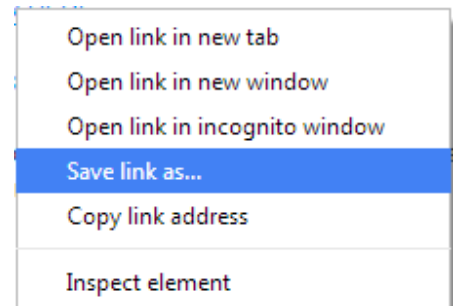 Open link in new tab
Open link in new window
Open link in incognito window
Save link as...
Copy link address
Inspect element